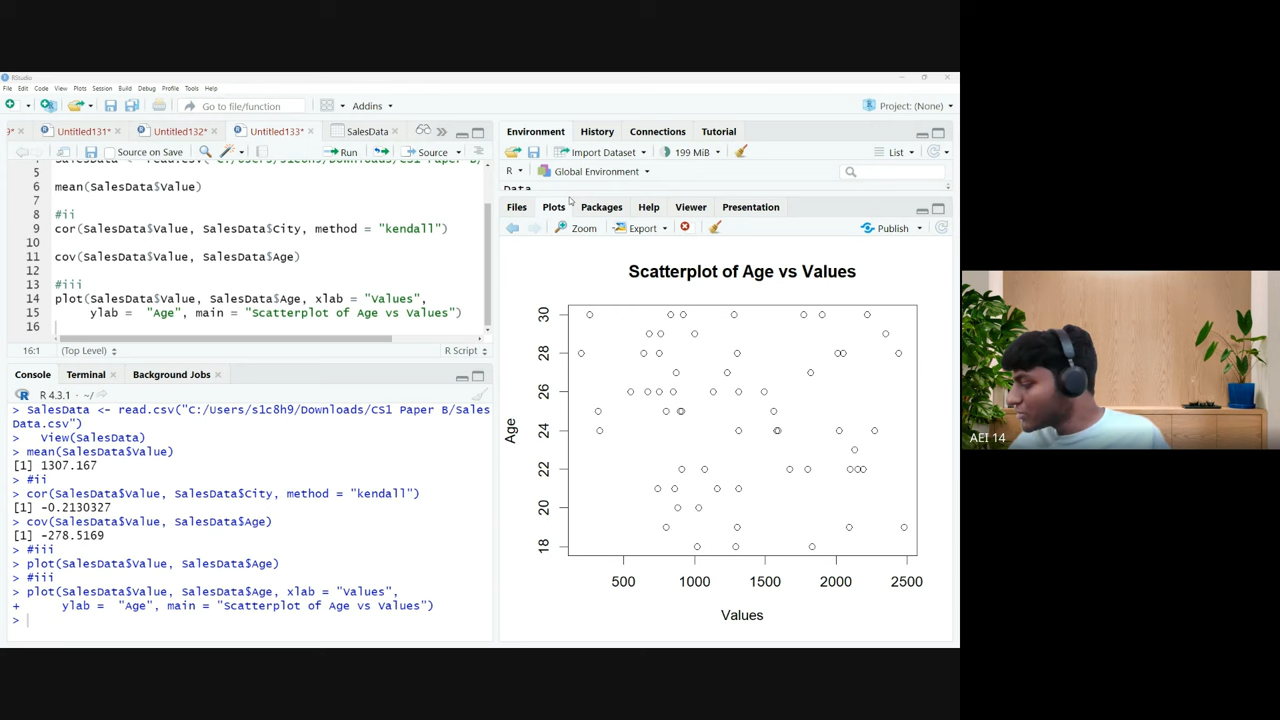 RStudio
File Edit Code View Plots Session Build Debug Profile Tools Help
Go to file/function Addins Project: (None)
9* Untitled131* Untitled132* Untitled133* SalesData
Source on Save Run Source
5
6 mean(SalesData$Value)
7
8 #ii
9 cor(SalesData$Value, SalesData$City, method = "kendall")
10
11 cov(SalesData$Value, SalesData$Age)
12
13 #iii
14 plot(SalesData$Value, SalesData$Age, xlab = "Values",
15 ylab = "Age", main = "Scatterplot of Age vs Values")
16
16:1 (Top Level) R Script
Console Terminal Background Jobs
R 4.3.1 · ~/
> SalesData <- read.csv("C:/Users/s1c8h9/Downloads/CS1 Paper B/Sales
Data.csv")
> View(SalesData)
> mean(SalesData$Value)
[1] 1307.167
> #ii
> cor(SalesData$Value, SalesData$City, method = "kendall")
[1] -0.2130327
> cov(SalesData$Value, SalesData$Age)
[1] -278.5169
> #iii
> plot(SalesData$Value, SalesData$Age)
> #iii
> plot(SalesData$Value, SalesData$Age, xlab = "Values",
+ ylab = "Age", main = "Scatterplot of Age vs Values")
>
Environment History Connections Tutorial
Import Dataset 199 MiB List
R Global Environment
Data
Files Plots Packages Help Viewer Presentation
Zoom Export Publish
Scatterplot of Age vs Values
30
28
26
24
22
20
18
Age
500 1000 1500 2000 2500
Values
AEI 14